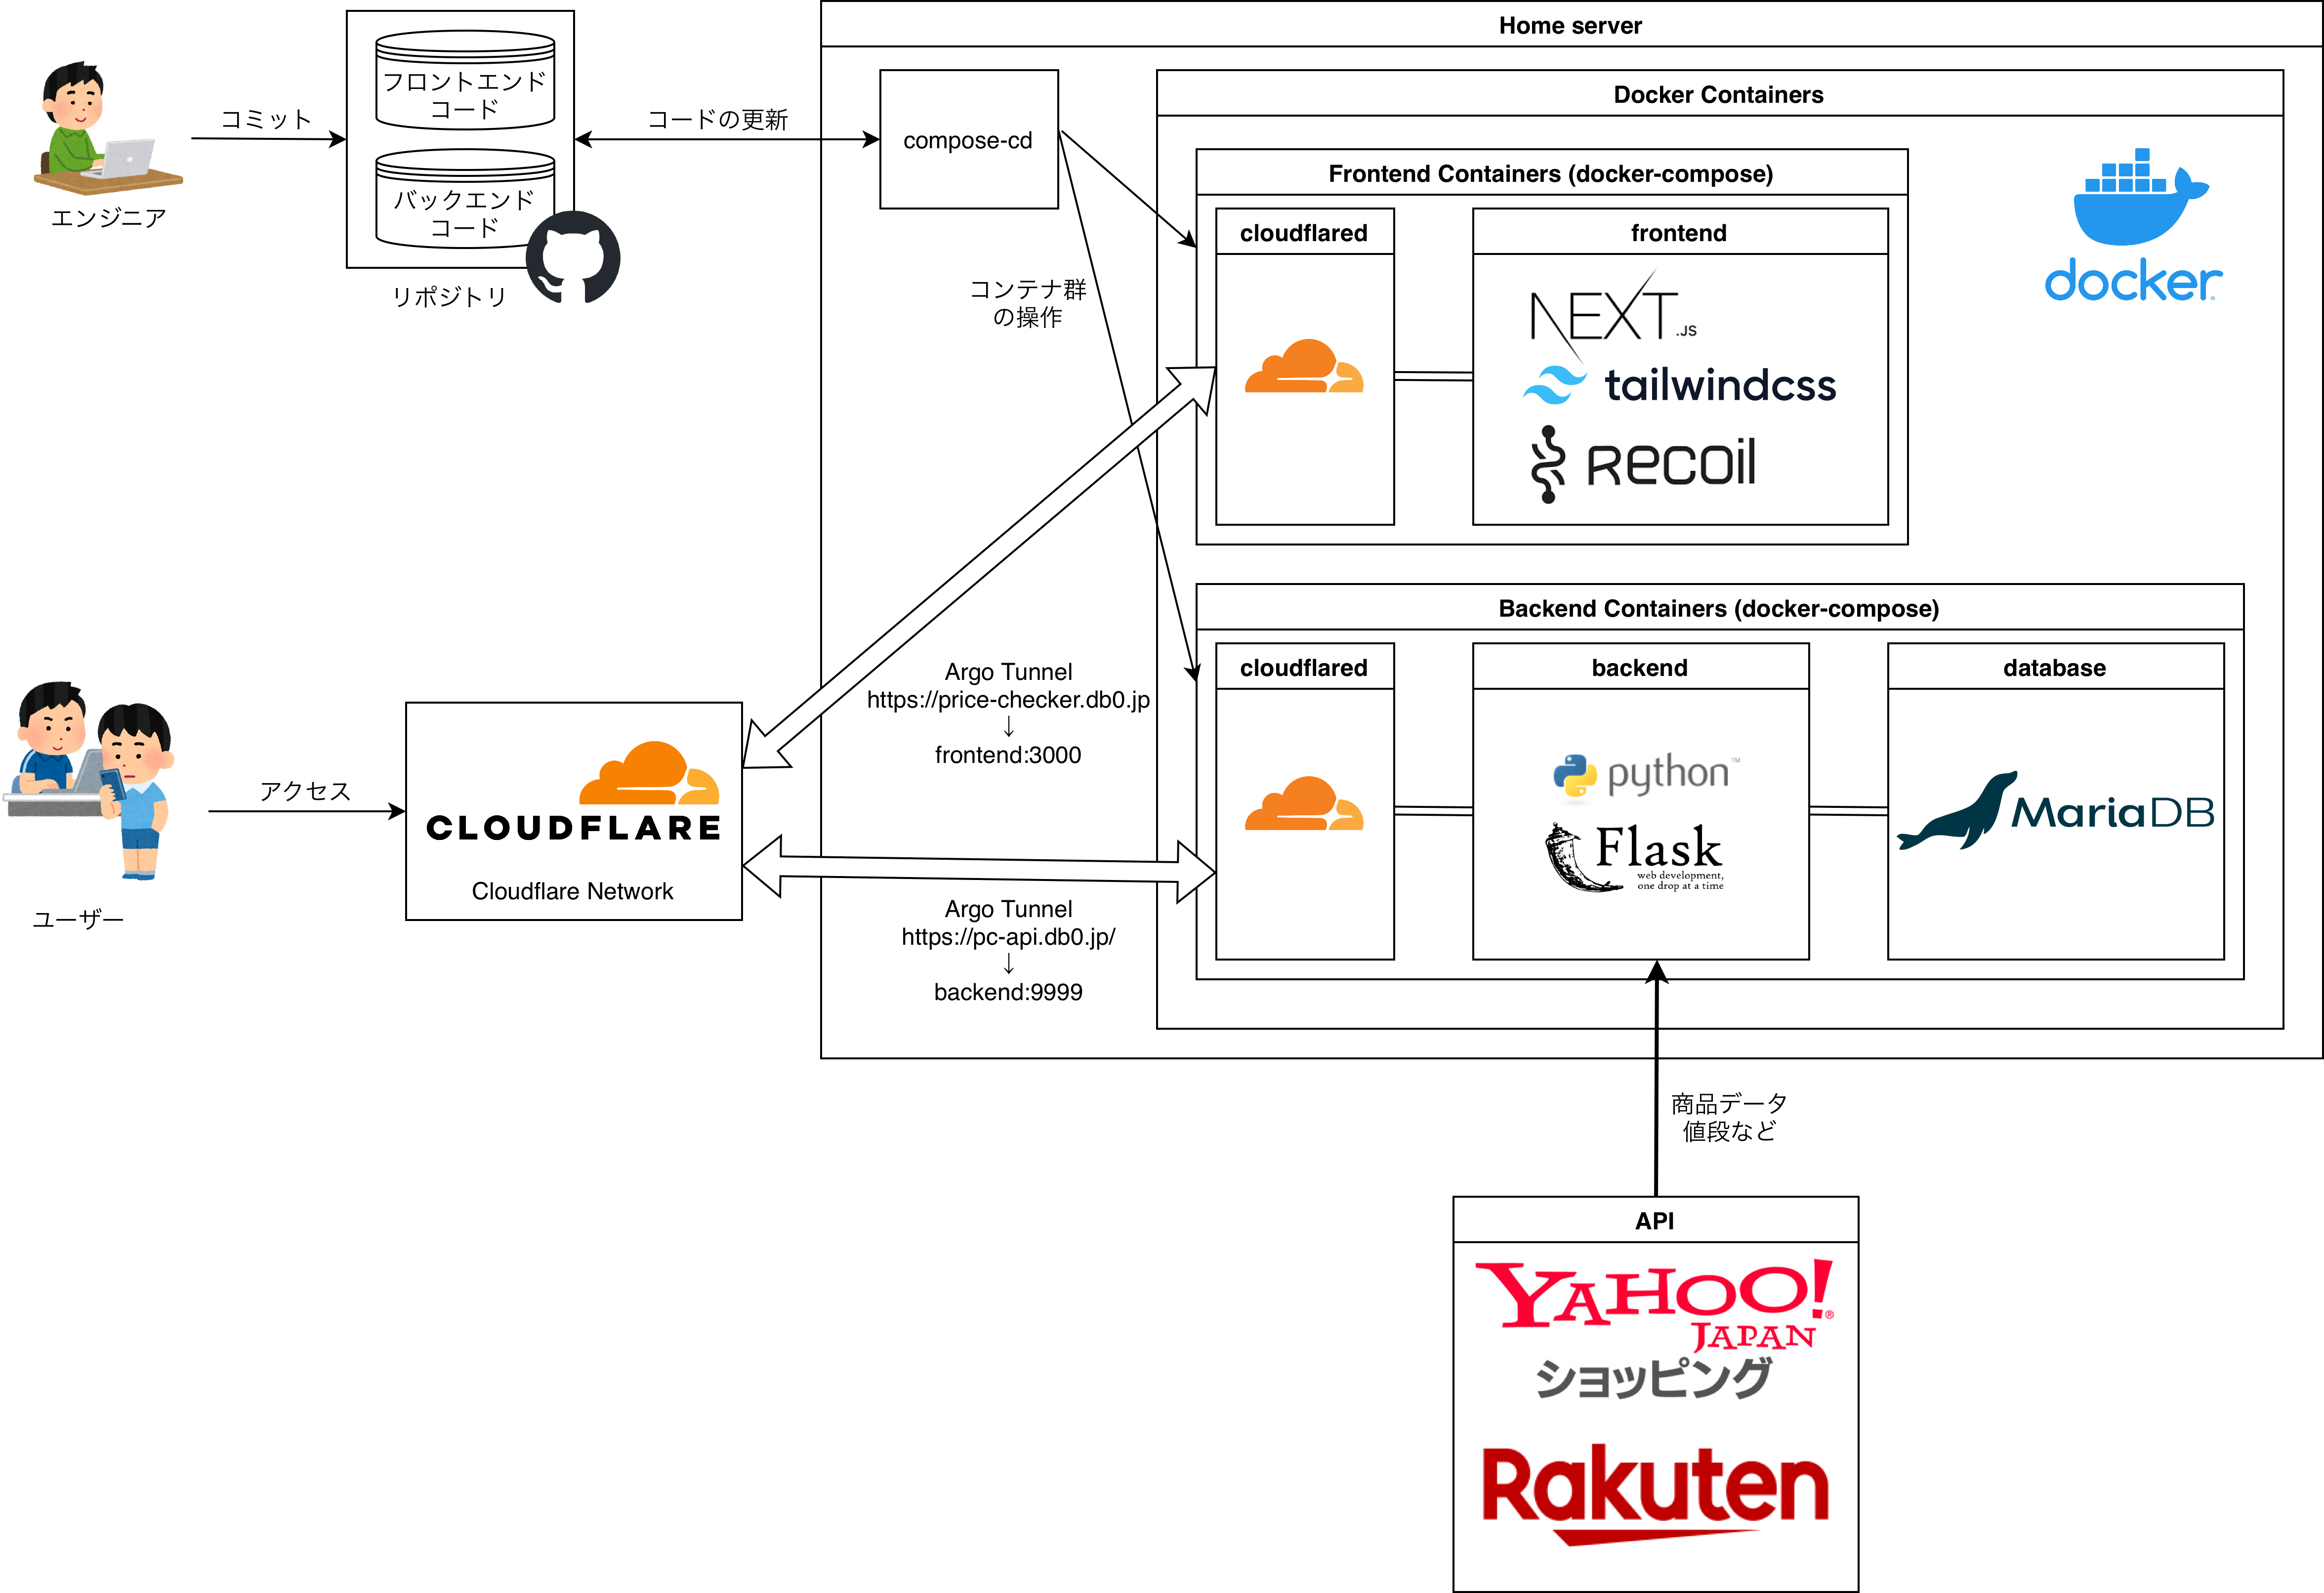 エンジニア
コミット
フロントエンド
コード
バックエンド
コード
リポジトリ
コードの更新
Home server
compose-cd
コンテナ群
の操作
Docker Containers
docker
Frontend Containers (docker-compose)
cloudflared
frontend
NEXT.JS
tailwindcss
RECOIL
ユーザー
アクセス
CLOUDFLARE
Cloudflare Network
Argo Tunnel
https://price-checker.db0.jp
↓
frontend:3000
Argo Tunnel
https://pc-api.db0.jp/
↓
backend:9999
Backend Containers (docker-compose)
cloudflared
backend
python™
Flask
web development,
one drop at a time
database
MariaDB
商品データ
値段など
API
YAHOO!®
JAPAN
ショッピング
Rakuten